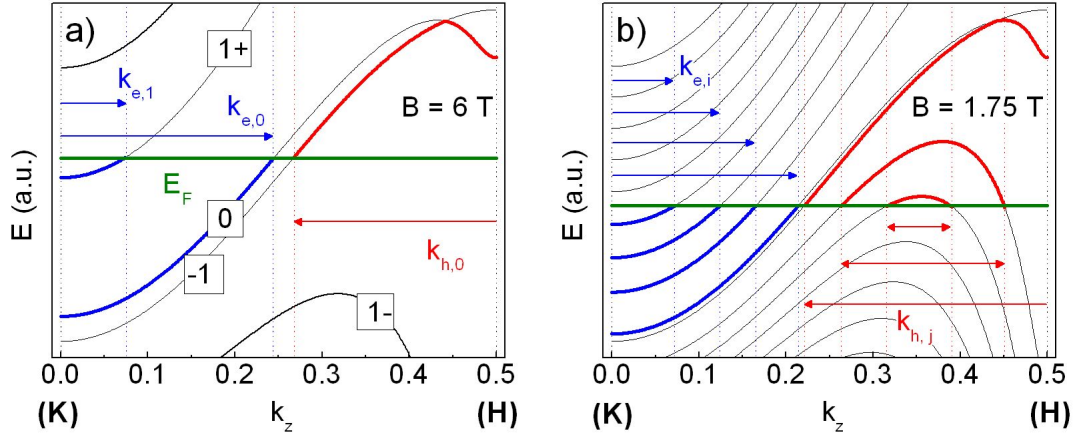 a)
1+
k e,1
k e,0
B = 6 T
E F
0
-1
k h,0
1-
E (a.u.)
0.0 0.1 0.2 0.3 0.4 0.5
(K) k z (H)
b)
k e,i
B = 1.75 T
k h, j
E (a.u.)
0.0 0.1 0.2 0.3 0.4 0.5
(K) k z (H)